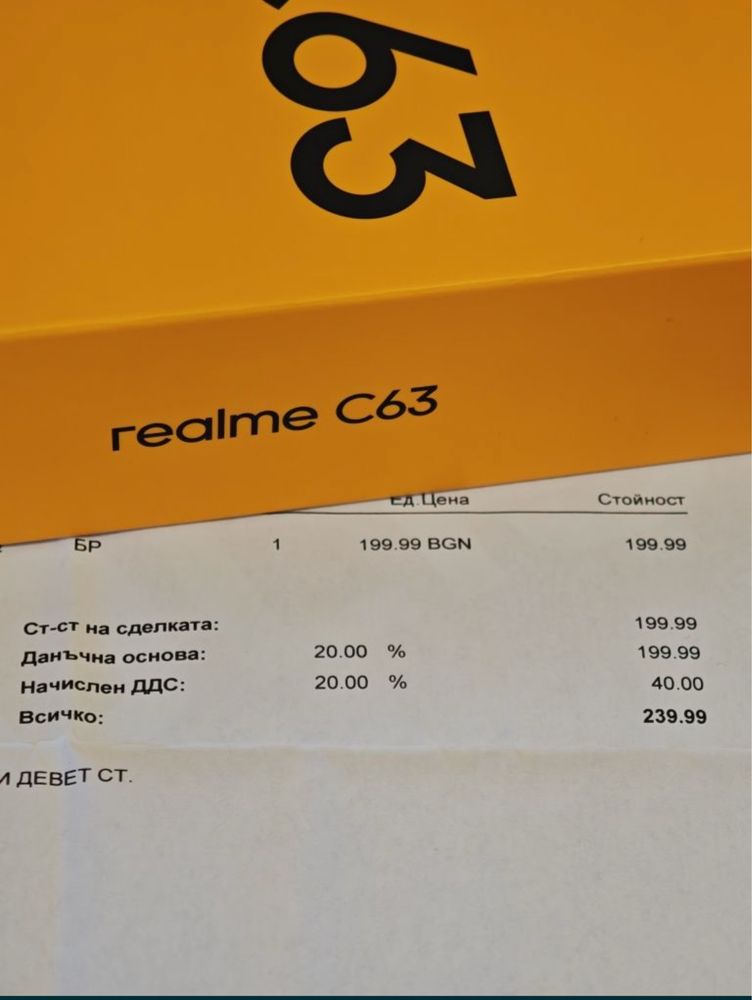 63
realme C63
Ед.Цена Стойност
БР 1 199.99 BGN 199.99
Ст-ст на сделката: 199.99
Данъчна основа: 20.00 % 199.99
Начислен ДДС: 20.00 % 40.00
Всичко: 239.99
И ДЕВЕТ СТ.